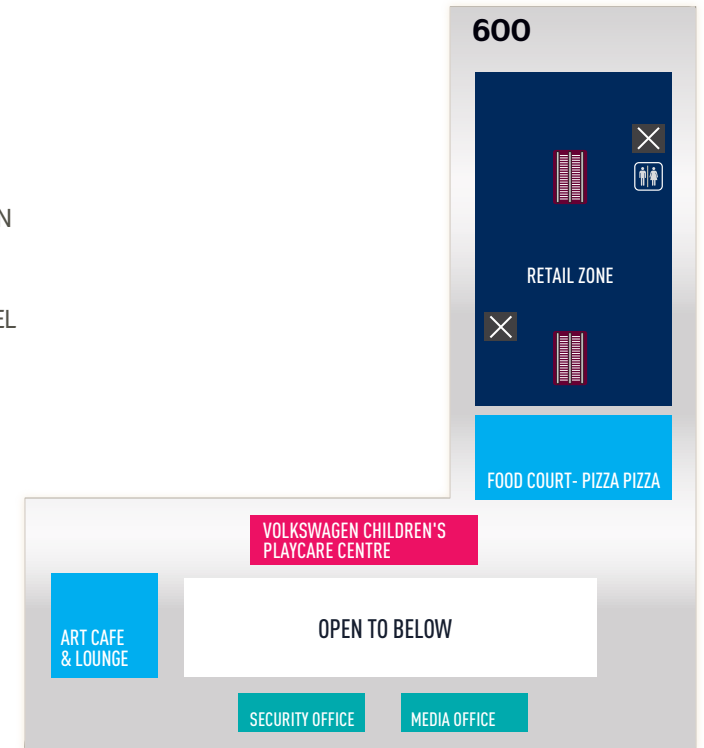 600
N
EL
RETAIL ZONE
FOOD COURT- PIZZA PIZZA
VOLKSWAGEN CHILDREN'S
PLAYCARE CENTRE
OPEN TO BELOW
ART CAFE
& LOUNGE
SECURITY OFFICE
MEDIA OFFICE